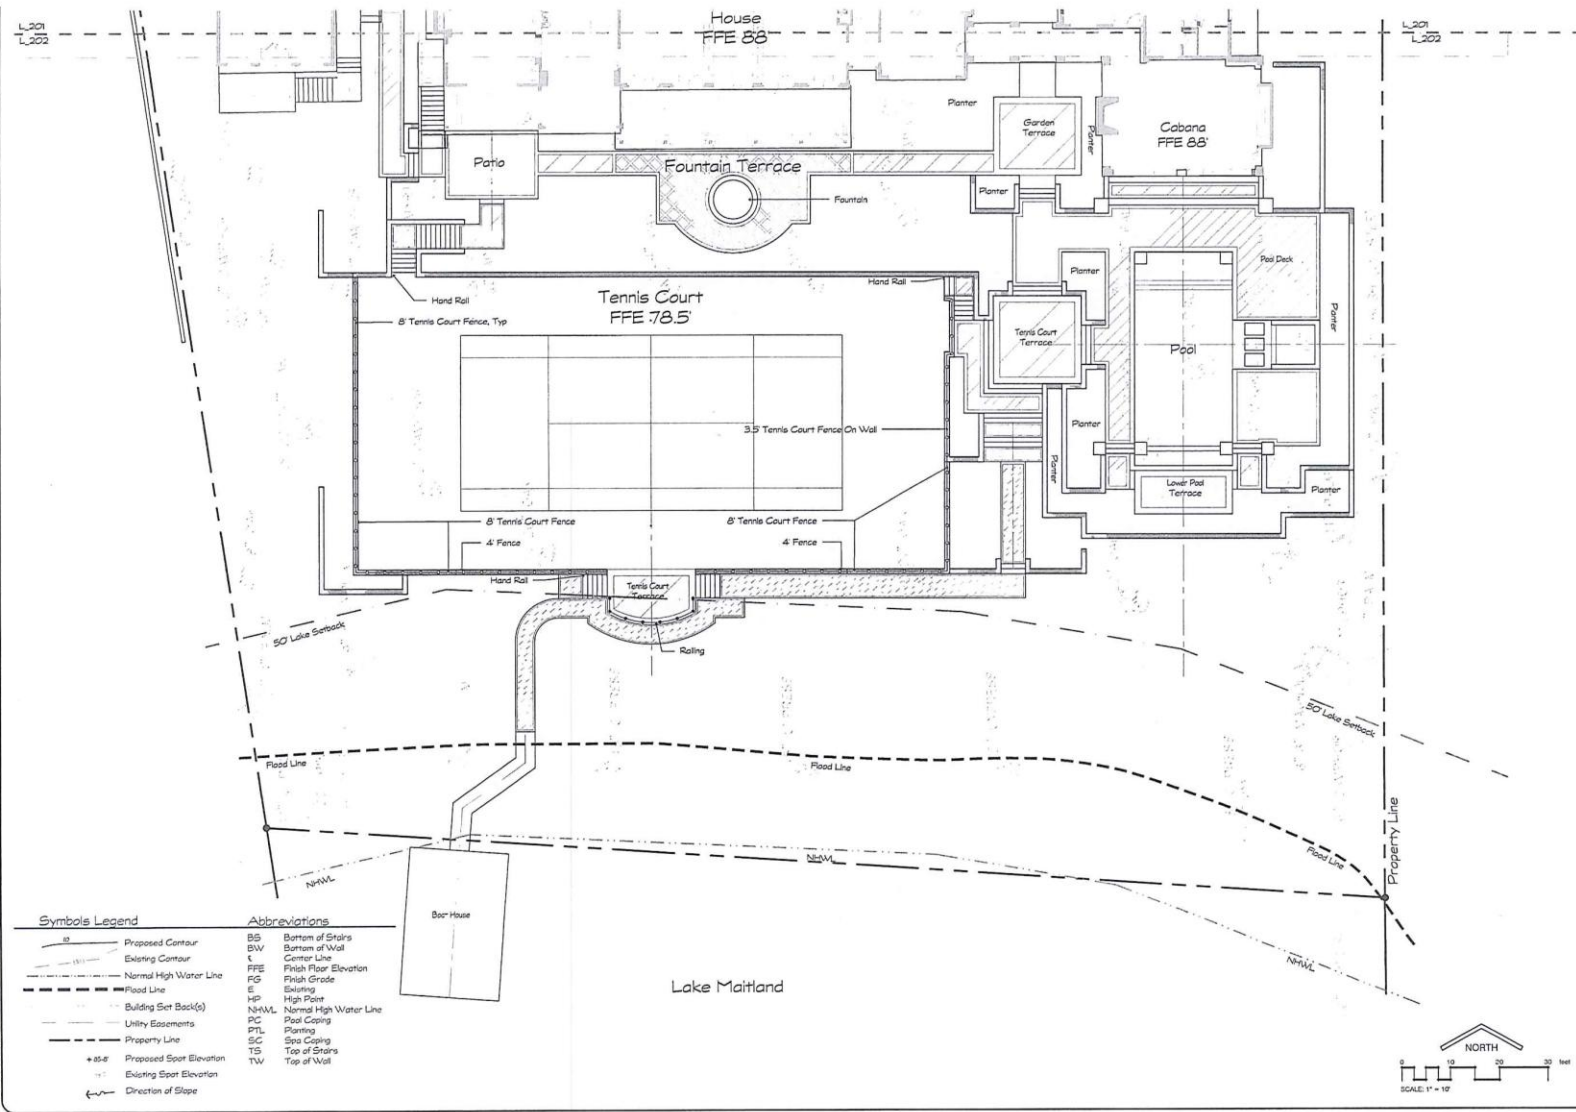 L_201
L_202
House
FFE 88
L_201
L_202
Planter
Garden
Terrace
Planter
Cabana
FFE 88'
Patio
Fountain Terrace
Planter
Fountain
Pool Deck
Planter
Hand Rail
Hand Rail
Tennis Court
FFE 78.5'
8' Tennis Court Fence, Typ
Tennis Court
Terrace
Planter
Pool
3.5' Tennis Court Fence On Wall
Planter
Planter
Lower Pool
Terrace
Planter
8' Tennis Court Fence
8' Tennis Court Fence
4' Fence
4' Fence
Hand Rail
Tennis Court
Terrace
50' Lake Setback
Railing
50' Lake Setback
Flood Line
Flood Line
Property Line
Flood Line
NHWL
NHWL
House
NHWL
Lake Maitland
Symbols Legend
10
Proposed Contour
Existing Contour
Normal High Water Line
Flood Line
Building Set Back(s)
Utility Easements
Property Line
Proposed Spot Elevation
Existing Spot Elevation
Direction of Slope
Abbreviations
BS Bottom of Stairs
BW Bottom of Wall
Center Line
FFE Finish Floor Elevation
FG Finish Grade
E Existing
HP High Point
NHWL Normal High Water Line
PC Pool Coping
PTL Planting
SC Spa Coping
TS Top of Stairs
TW Top of Wall
NORTH
0 10 20 30 feet
SCALE: 1" = 10'